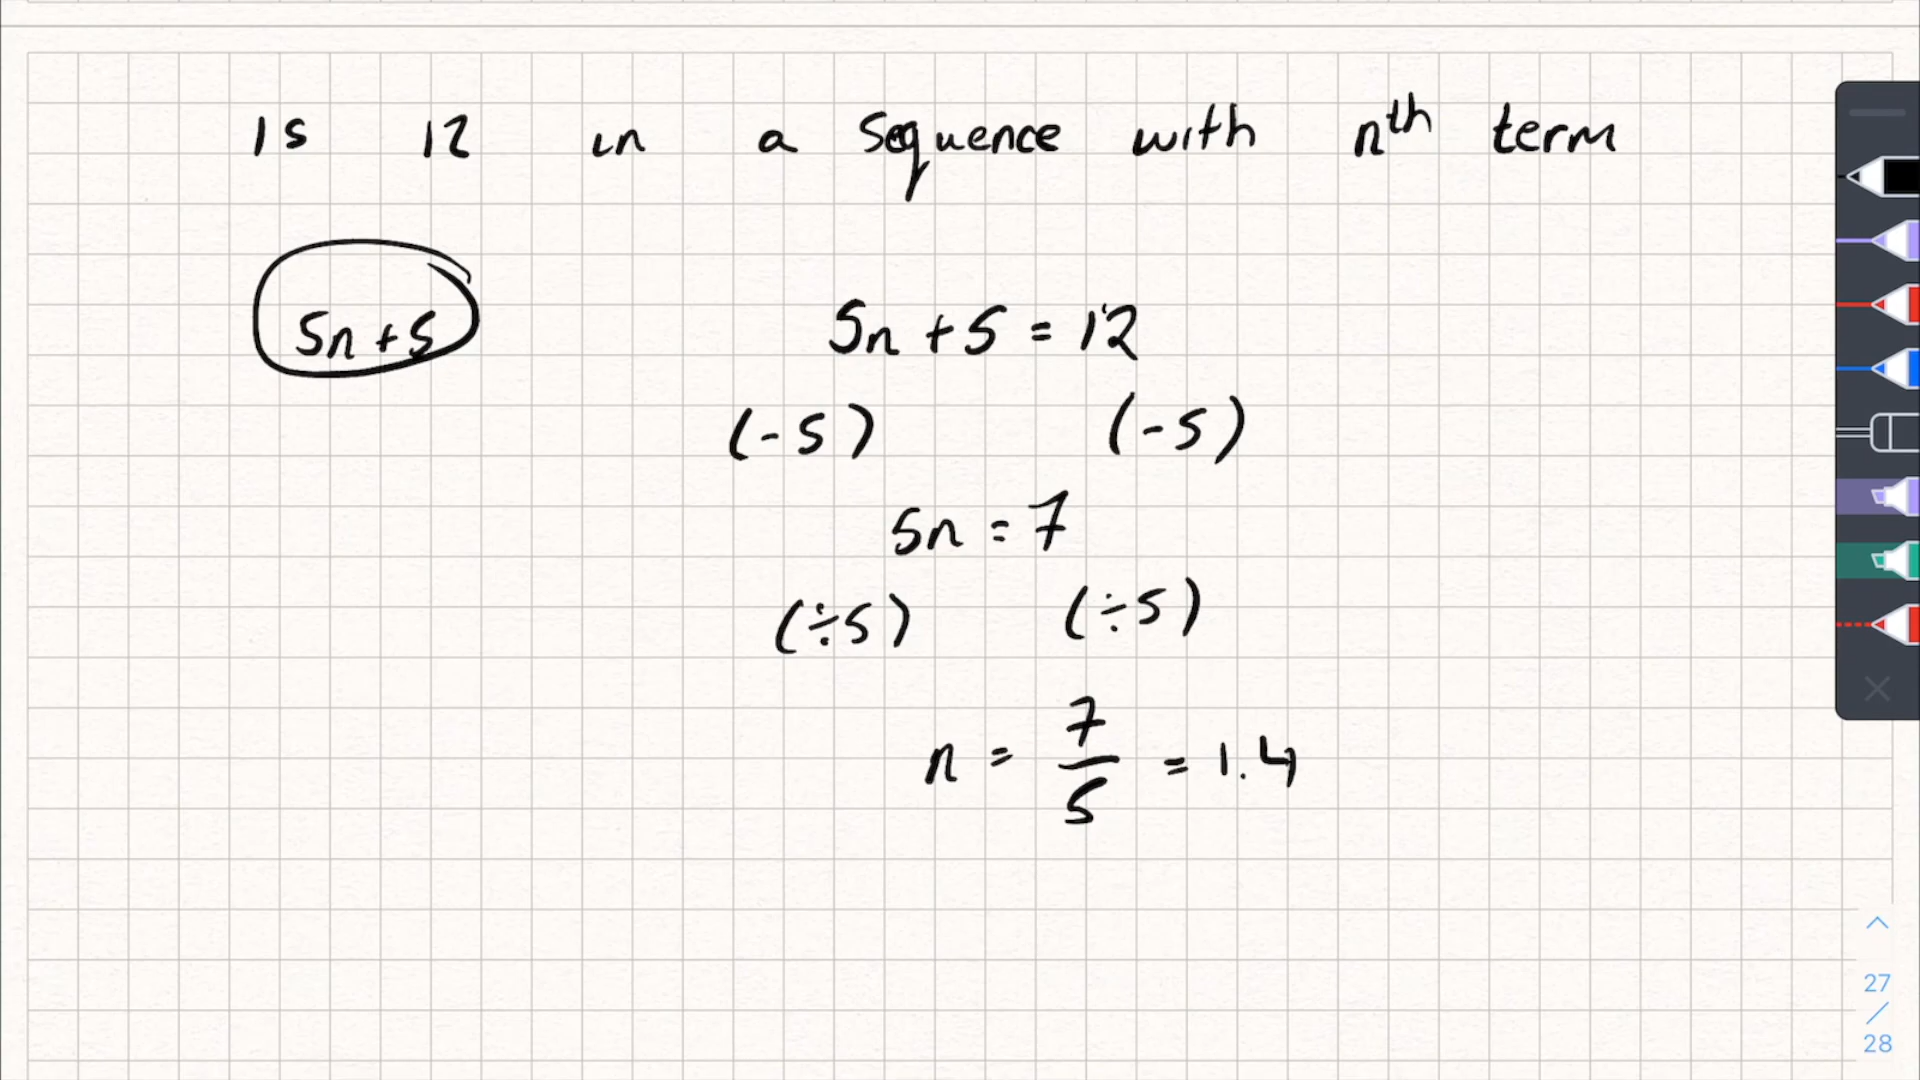 Is 12 in a sequence with nᵗʰ term
5n + 5
5n + 5 = 12
(-5) (-5)
5n = 7
(÷5) (÷5)
n = 7/5 = 1.4
27
/
28